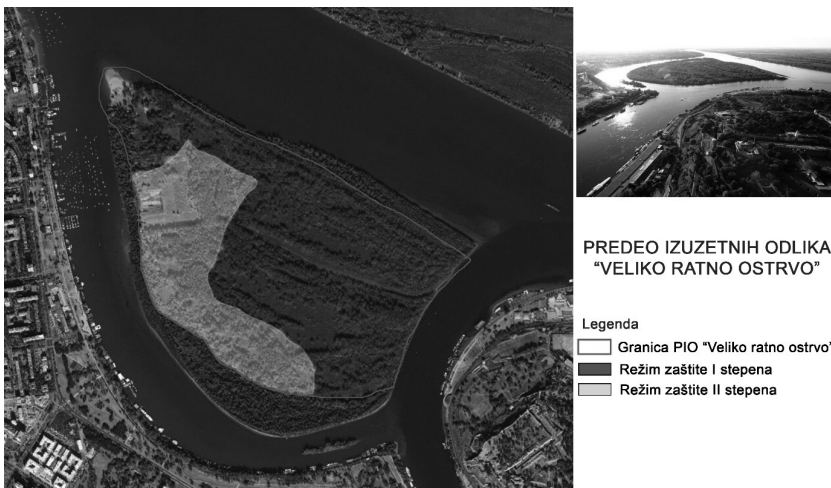 PREDEO IZUZETNIH ODLIKA
“VELIKO RATNO OSTRVO”
Legenda
Granica PIO “Veliko ratno ostrvo”
Režim zaštite I stepena
Režim zaštite II stepena